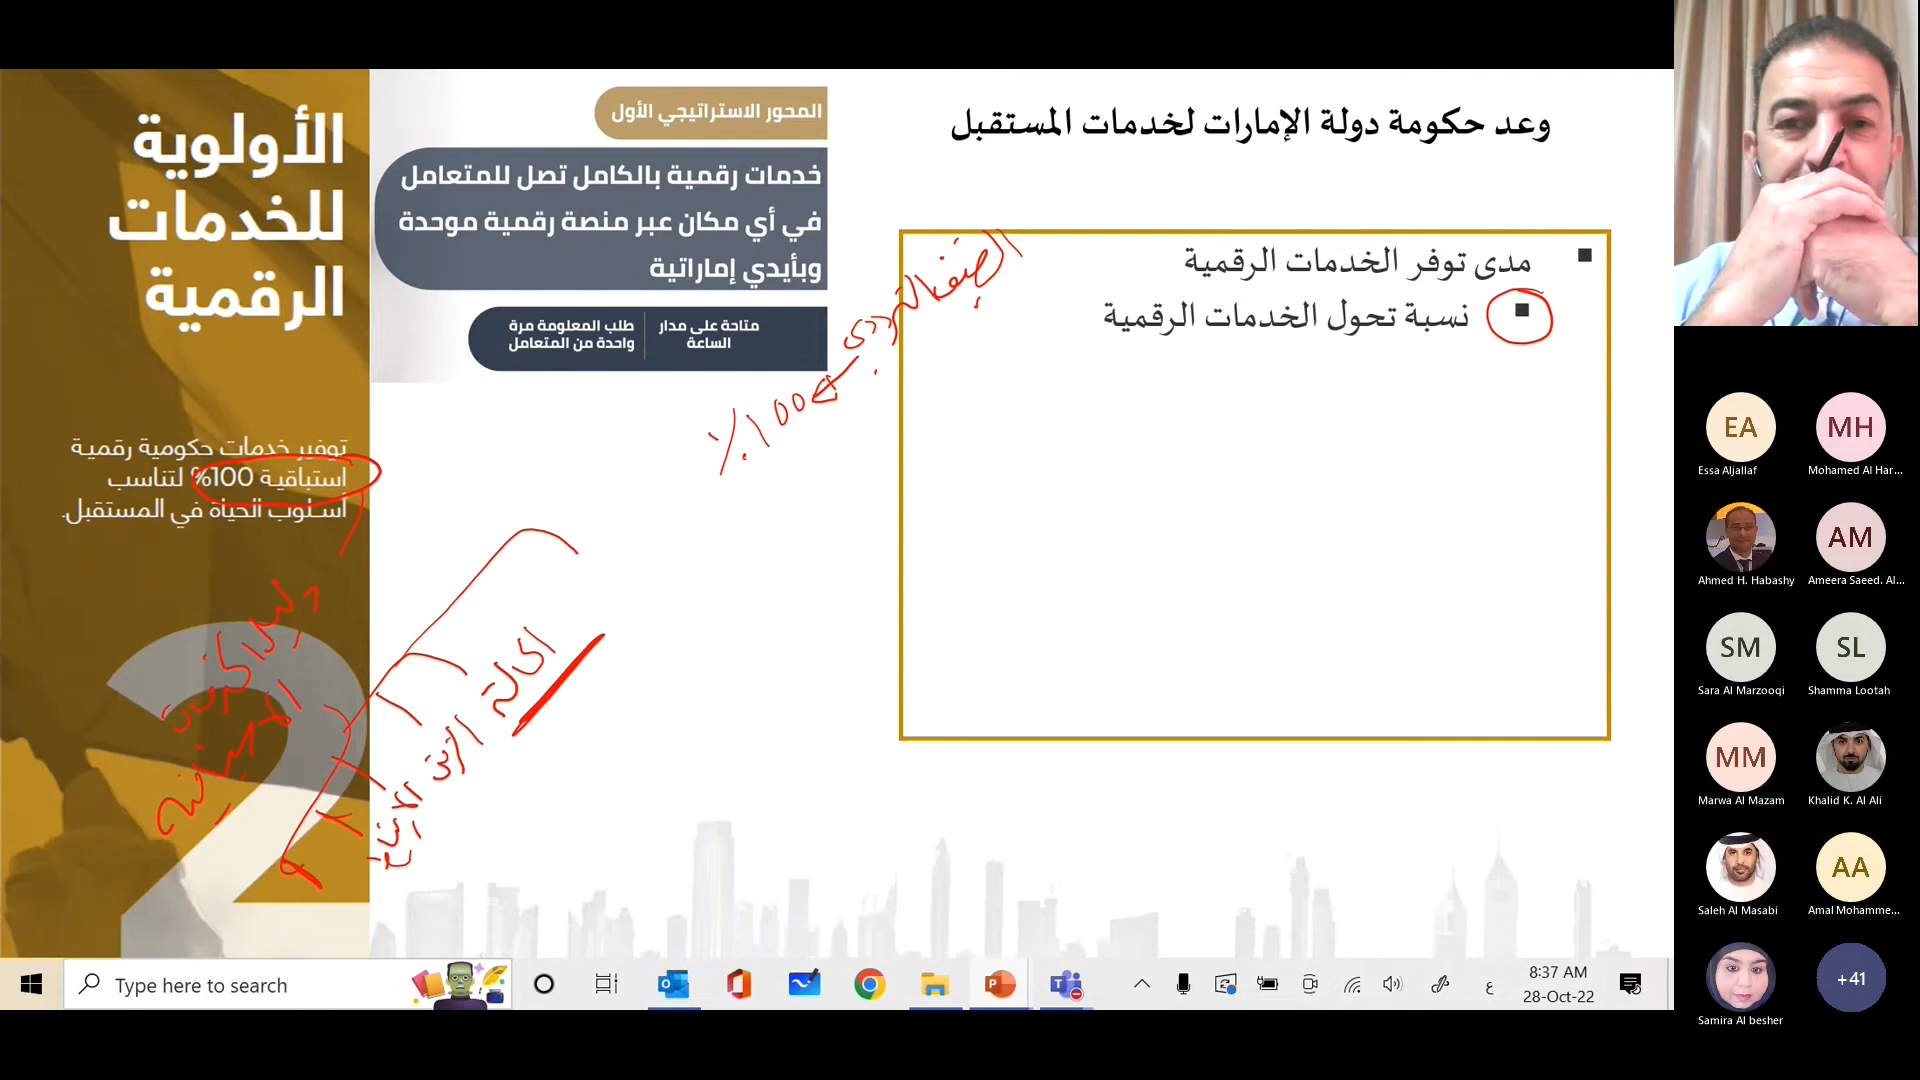 وعد حكومة دولة الإمارات لخدمات المستقبل
مدى توفر الخدمات الرقمية
نسبة تحول الخدمات الرقمية
المحور الاستراتيجي الأول
خدمات رقمية بالكامل تصل للمتعامل
في أي مكان عبر منصة رقمية موحدة
وبأيدي إماراتية
متاحة على مدار
الساعة
طلب المعلومة مرة
واحدة من المتعامل
الأولوية
للخدمات
الرقمية
توفير خدمات حكومية رقمية
استباقية 100% لتناسب
أسلوب الحياة في المستقبل.
2
100%
EA
Essa Aljallaf
MH
Mohamed Al Har...
Ahmed H. Habashy
AM
Ameera Saeed. Al...
SM
Sara Al Marzooqi
SL
Shamma Lootah
MM
Marwa Al Mazam
Khalid K. Al Ali
Saleh Al Masabi
AA
Amal Mohamme...
Samira Al besher
+41
Type here to search
ع
8:37 AM
28-Oct-22